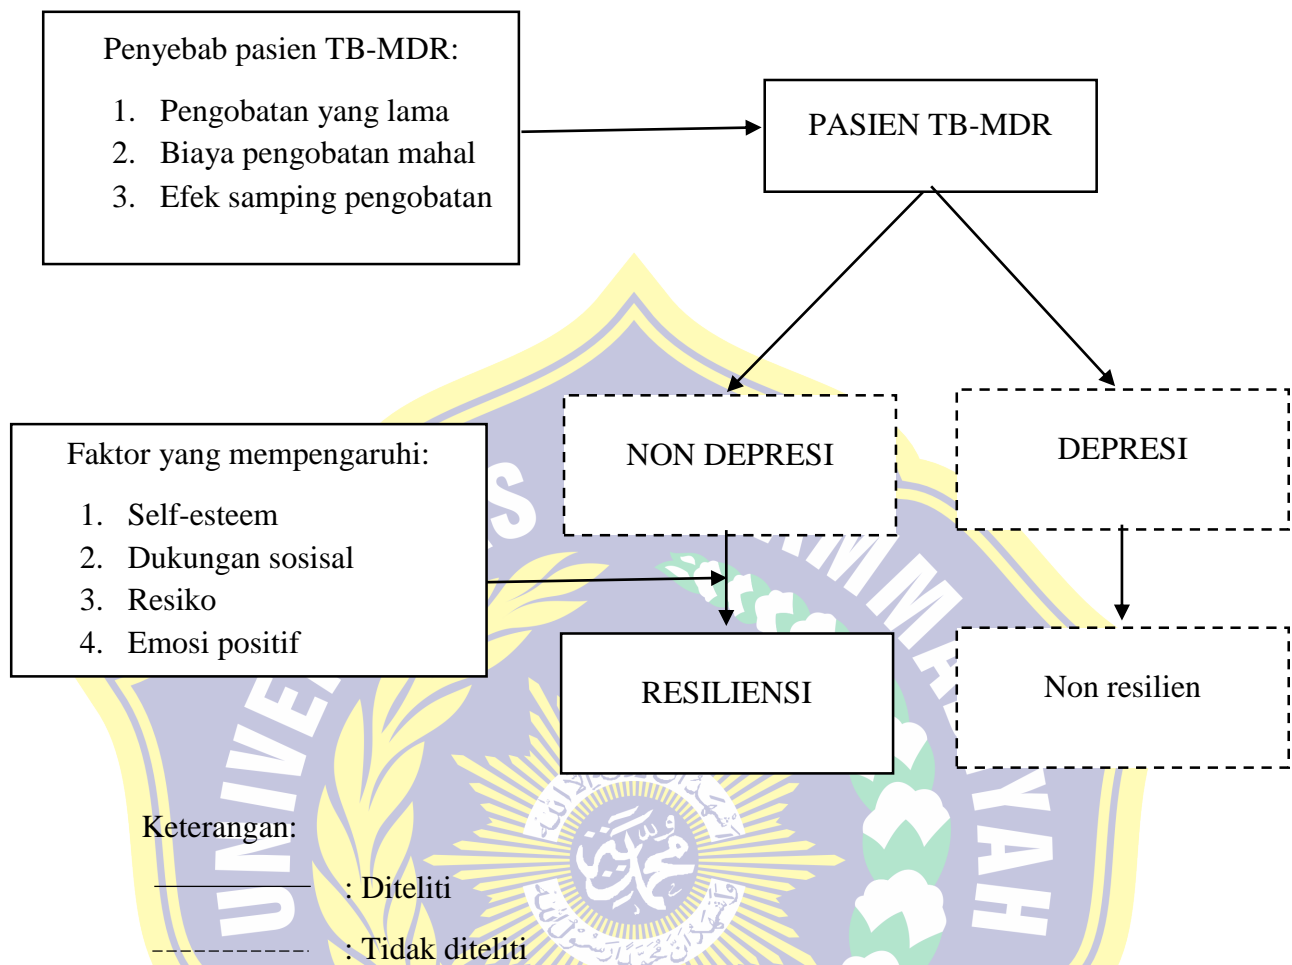 Penyebab pasien TB-MDR:
1. Pengobatan yang lama
2. Biaya pengobatan mahal
3. Efek samping pengobatan
PASIEN TB-MDR
NON DEPRESI
DEPRESI
Faktor yang mempengaruhi:
1. Self-esteem
2. Dukungan sosisal
3. Resiko
4. Emosi positif
RESILIENSI
Non resilien
Keterangan:
: Diteliti
: Tidak diteliti